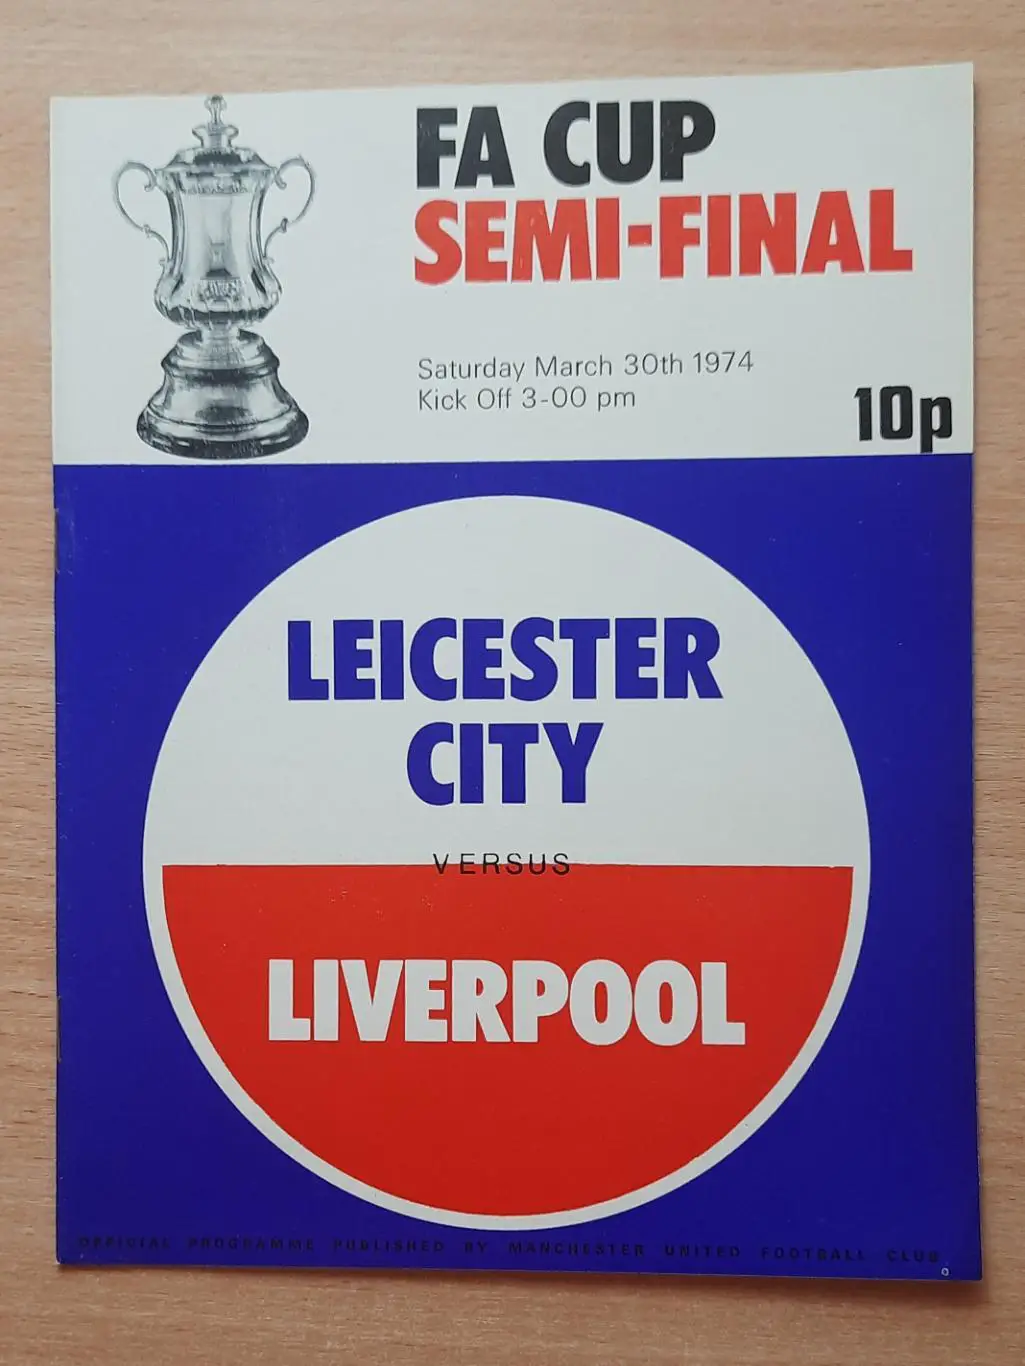 FA CUP
SEMI-FINAL
Saturday March 30th 1974
Kick Off 3-00 pm
10p
LEICESTER
CITY
VERSUS
LIVERPOOL
OFFICIAL PROGRAMME PUBLISHED BY MANCHESTER UNITED FOOTBALL CLUB